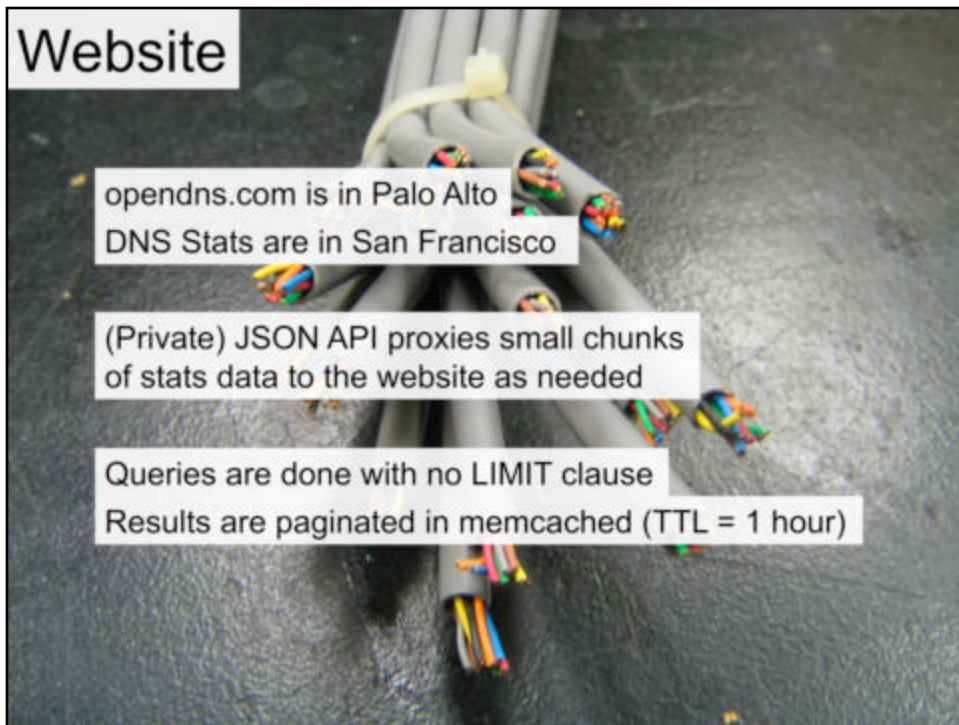 Website
opendns.com is in Palo Alto
DNS Stats are in San Francisco
(Private) JSON API proxies small chunks
of stats data to the website as needed
Queries are done with no LIMIT clause
Results are paginated in memcached (TTL = 1 hour)